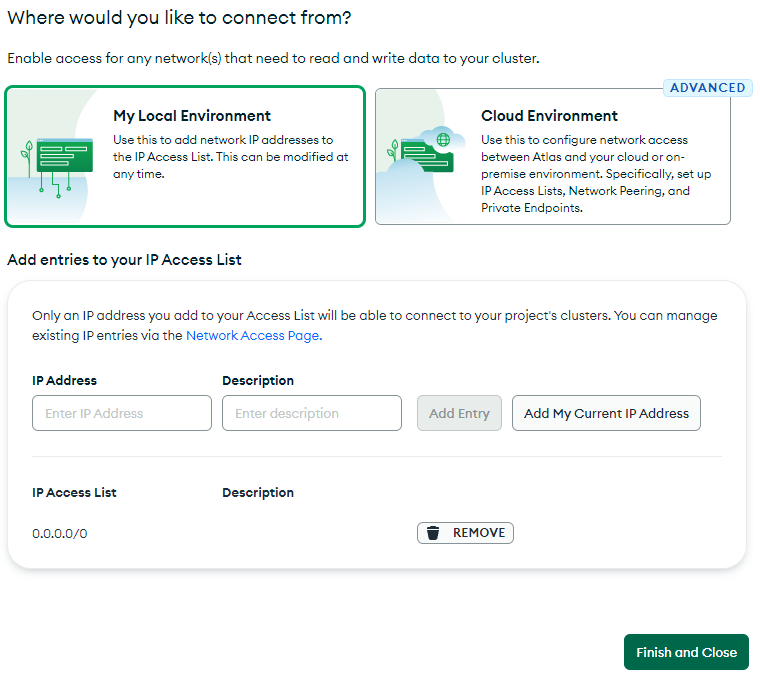 Where would you like to connect from?
Enable access for any network(s) that need to read and write data to your cluster.
ADVANCED
My Local Environment
Use this to add network IP addresses to
the IP Access List. This can be modified at
any time.
Cloud Environment
Use this to configure network access
between Atlas and your cloud or on-
premise environment. Specifically, set up
IP Access Lists, Network Peering, and
Private Endpoints.
Add entries to your IP Access List
Only an IP address you add to your Access List will be able to connect to your project's clusters. You can manage
existing IP entries via the Network Access Page.
IP Address Description
Enter IP Address Enter description Add Entry Add My Current IP Address
IP Access List Description
0.0.0.0/0 REMOVE
Finish and Close